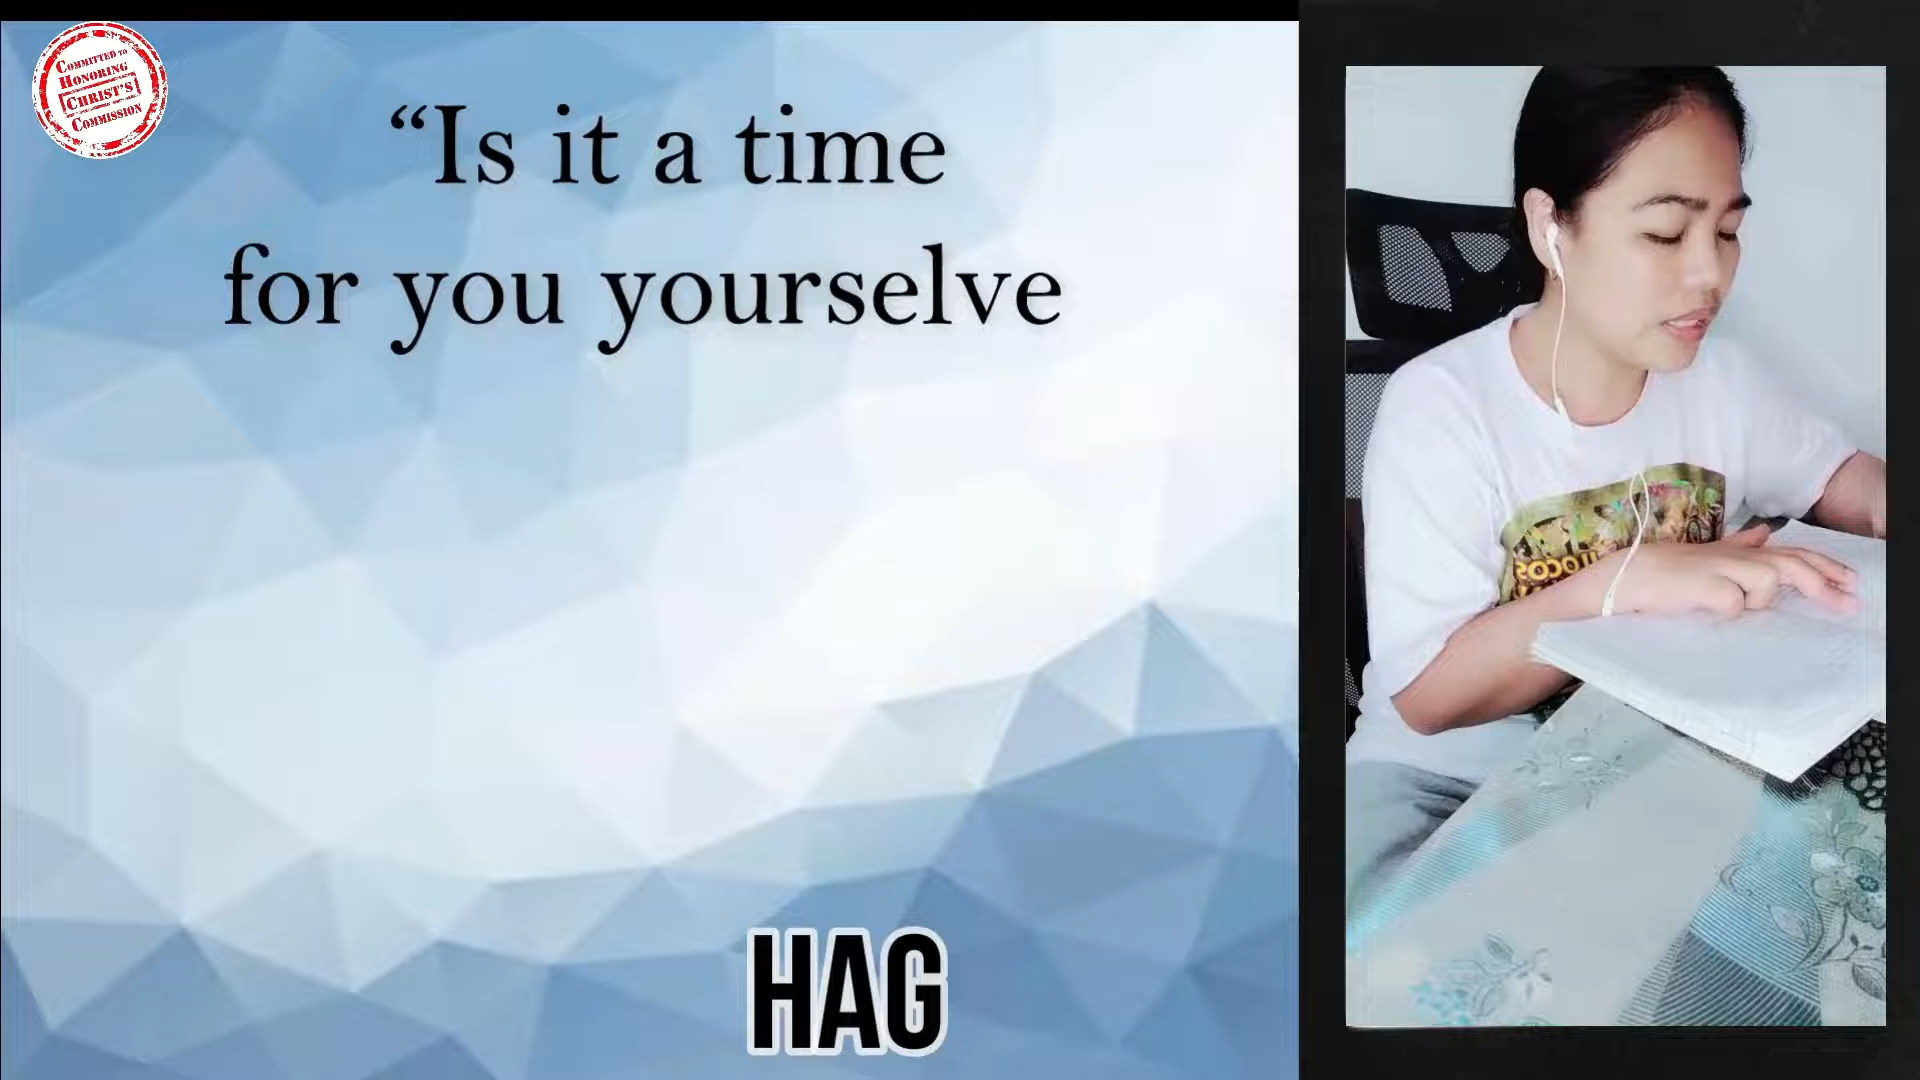 COMMITTED TO
HONORING
CHRIST'S
COMMISSION
“Is it a time
for you yourselve
HAG